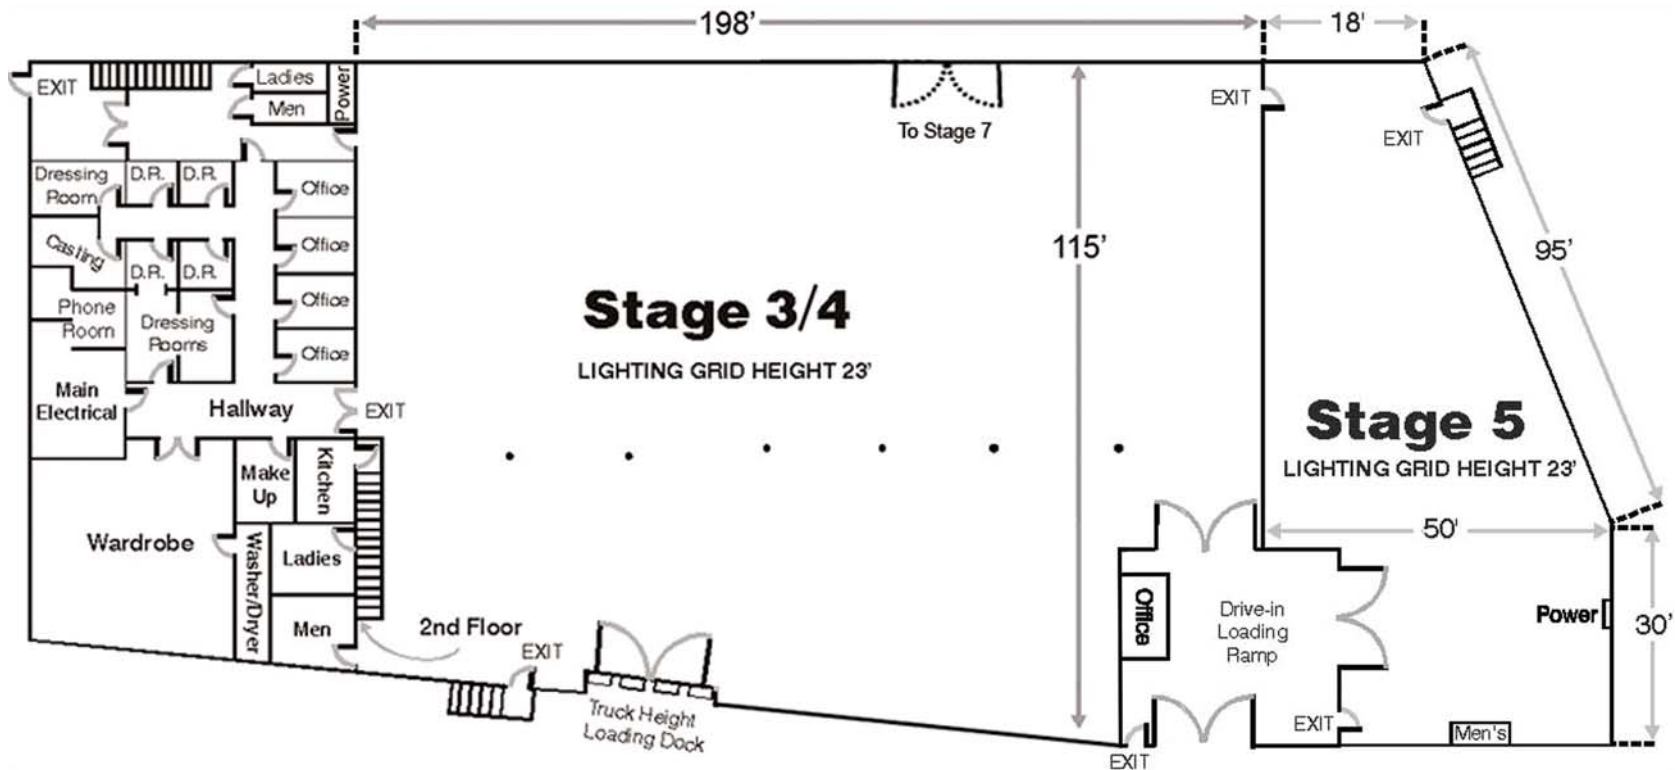 198'
18'
EXIT
Ladies
Men
Power
To Stage 7
EXIT
EXIT
Dressing
Room
D.R.
D.R.
Office
Casting
Office
D.R.
D.R.
115'
95'
Phone
Room
Dressing
Rooms
Office
Office
Stage 3/4
LIGHTING GRID HEIGHT 23'
Main
Electrical
Hallway
EXIT
Stage 5
LIGHTING GRID HEIGHT 23'
Make
Up
Kitchen
Wardrobe
Washer/Dryer
Ladies
Men
50'
2nd Floor
EXIT
Office
Drive-in
Loading
Ramp
Power
30'
Truck Height
Loading Dock
EXIT
EXIT
Men's